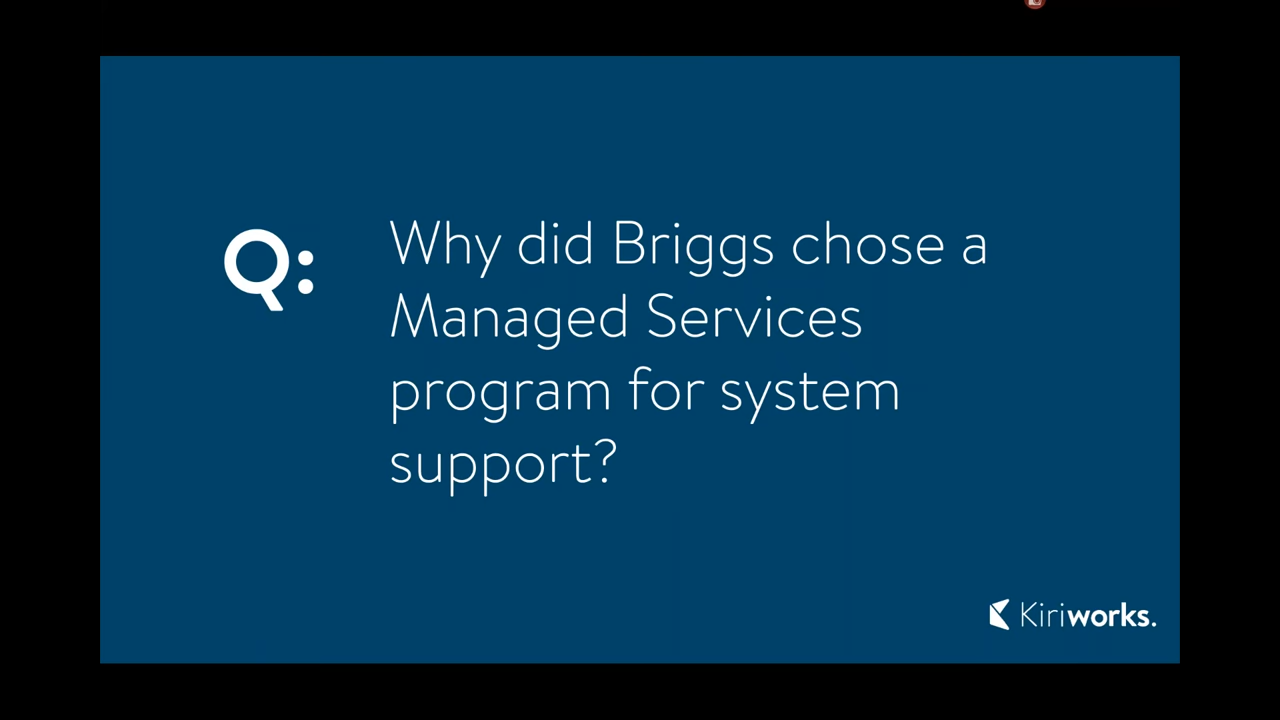 Q:
Why did Briggs chose a
Managed Services
program for system
support?
Kiriworks.